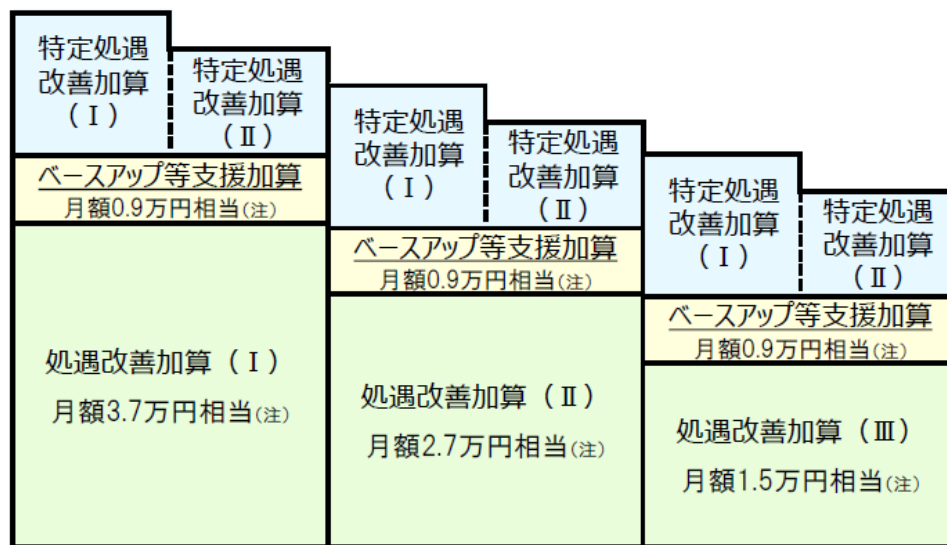 特定処遇
改善加算
（Ⅰ）
特定処遇
改善加算
（Ⅱ）
ベースアップ等支援加算
月額0.9万円相当(注)
処遇改善加算（Ⅰ）
月額3.7万円相当(注)
特定処遇
改善加算
（Ⅰ）
特定処遇
改善加算
（Ⅱ）
ベースアップ等支援加算
月額0.9万円相当(注)
処遇改善加算（Ⅱ）
月額2.7万円相当(注)
特定処遇
改善加算
（Ⅰ）
特定処遇
改善加算
（Ⅱ）
ベースアップ等支援加算
月額0.9万円相当(注)
処遇改善加算（Ⅲ）
月額1.5万円相当(注)